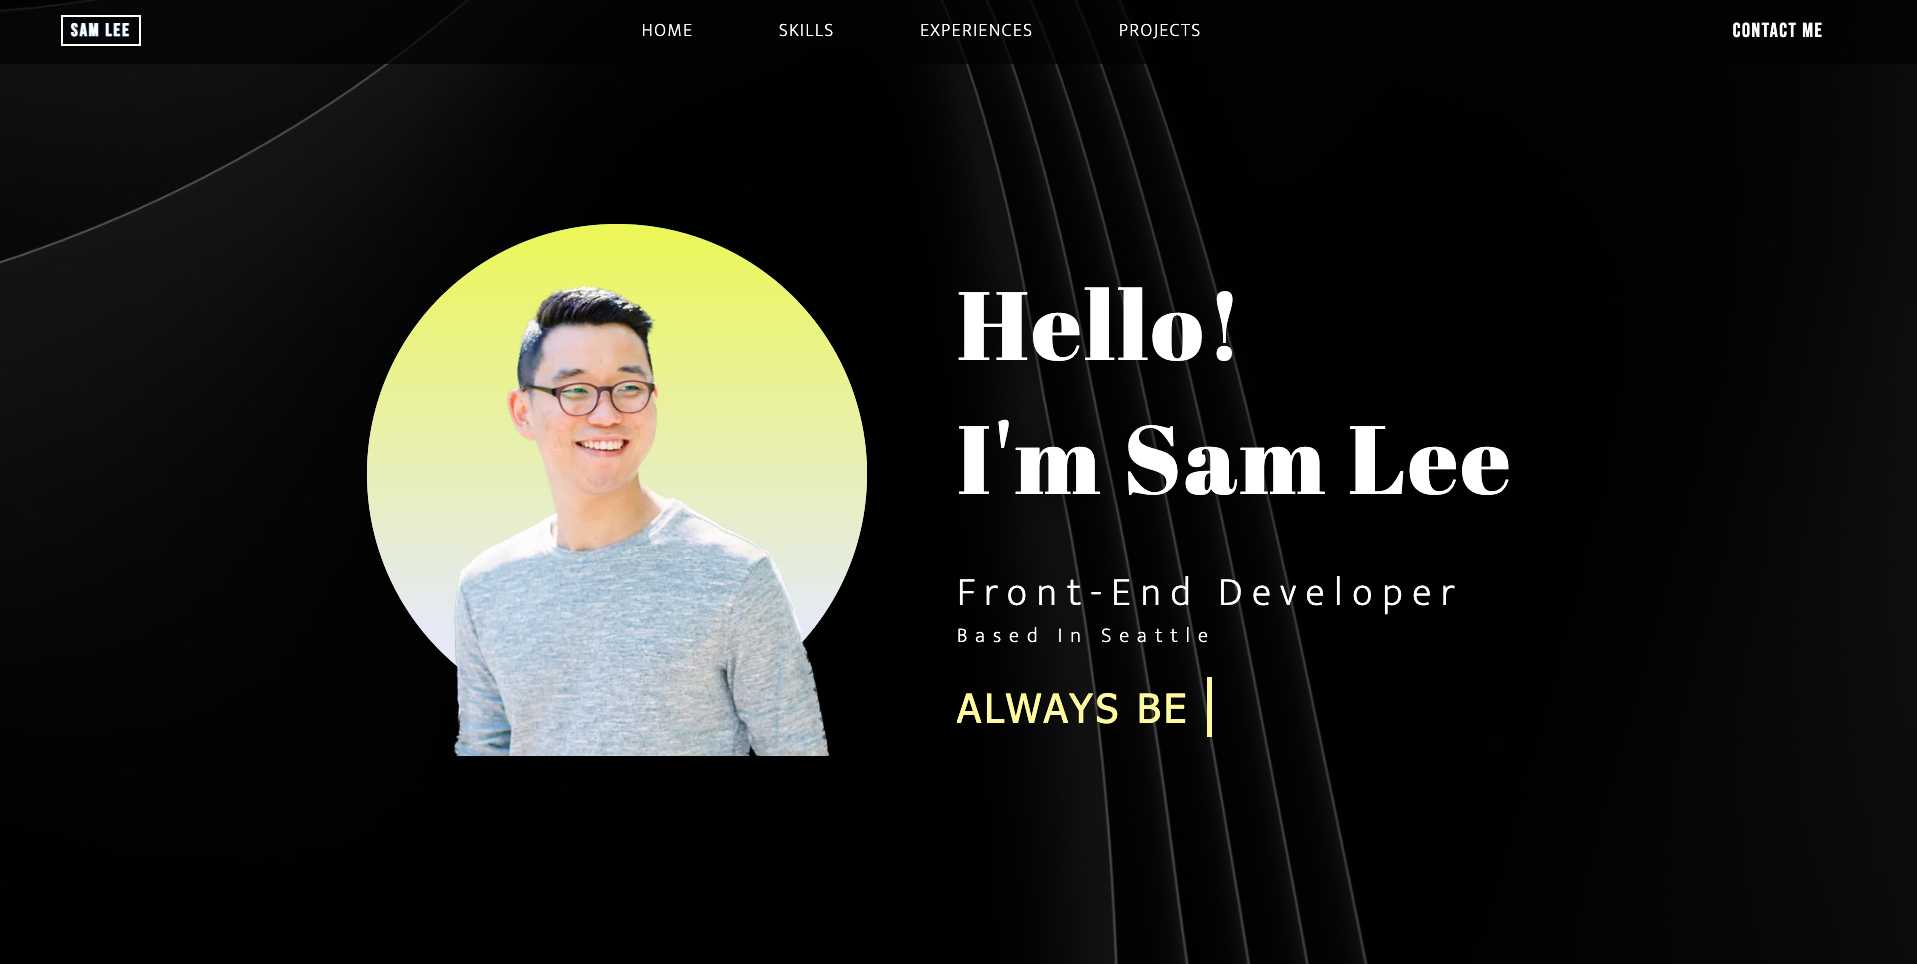 SAM LEE
HOME SKILLS EXPERIENCES PROJECTS
CONTACT ME
Hello!
I'm Sam Lee
Front-End Developer
Based In Seattle
ALWAYS BE